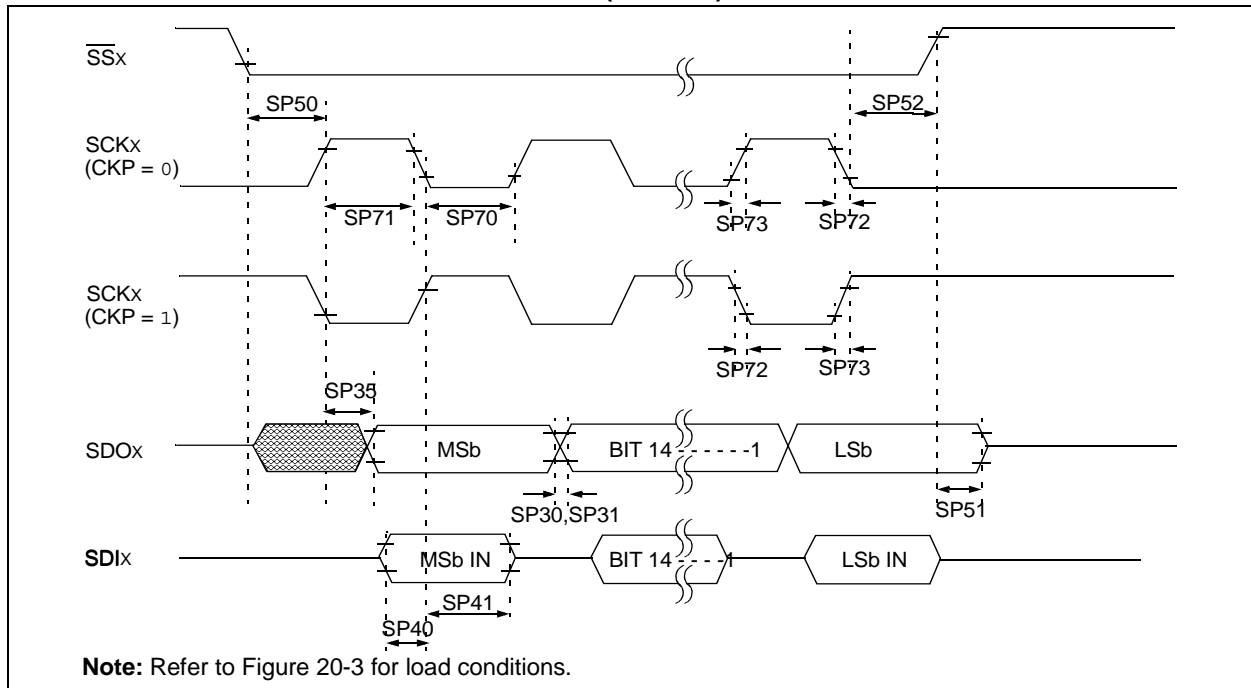 SSx
SP50
SP52
SCKx
(CKP = 0)
SP71
SP70
SP73
SP72
SCKx
(CKP = 1)
SP72
SP73
SP35
SDOx
MSb
BIT 14 - - - - - -1
LSb
SP30,SP31
SP51
SDIx
MSb IN
BIT 14 - - - -1
LSb IN
SP41
SP40
Note: Refer to Figure 20-3 for load conditions.